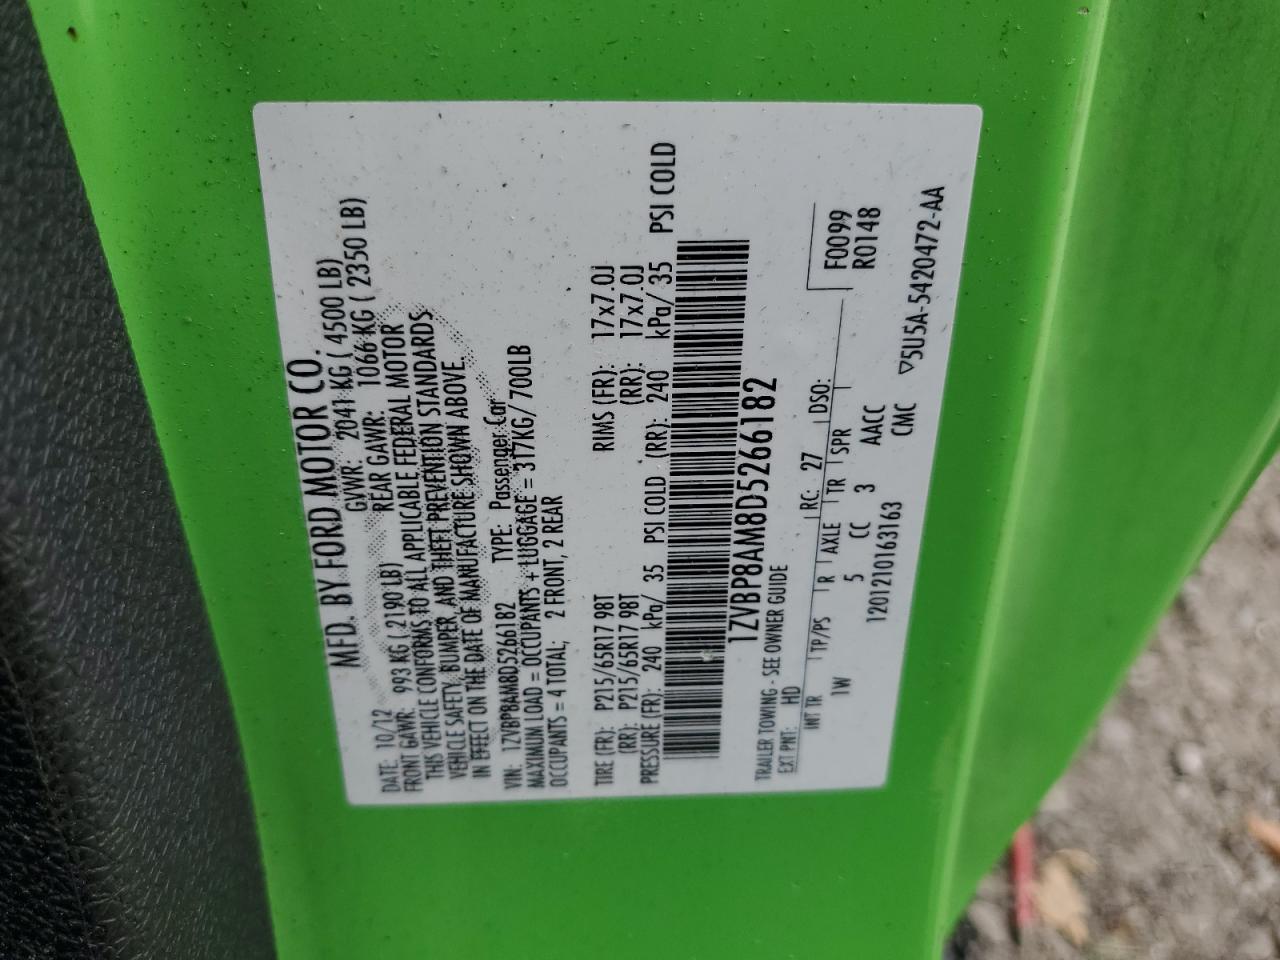 MFD. BY FORD MOTOR CO.
DATE: 10/12 GVWR: 2041 KG ( 4500 LB)
FRONT GAWR: 993 KG ( 2190 LB) REAR GAWR: 1066 KG ( 2350 LB)
THIS VEHICLE CONFORMS TO ALL APPLICABLE FEDERAL MOTOR
VEHICLE SAFETY, BUMPER, AND THEFT PREVENTION STANDARDS
IN EFFECT ON THE DATE OF MANUFACTURE SHOWN ABOVE.
VIN: 1ZVBP8AM8D5266182 TYPE: Passenger Car
MAXIMUM LOAD = OCCUPANTS + LUGGAGE = 317KG/ 700LB
OCCUPANTS = 4 TOTAL; 2 FRONT, 2 REAR
TIRE (FR): P215/65R17 98T RIMS (FR): 17x7.0J
(RR): P215/65R17 98T (RR): 17x7.0J
PRESSURE (FR): 240 kPa/ 35 PSI COLD (RR): 240 kPa/ 35 PSI COLD
1ZVBP8AM8D5266182
TRAILER TOWING - SEE OWNER GUIDE
EXT PNT: HD RC: 27 DSO: F0099
R0148
INT TR TP/PS R AXLE TR SPR
1W 5 CC 3 AACC
1201210163163 CMC
▽5U5A-5420472-AA